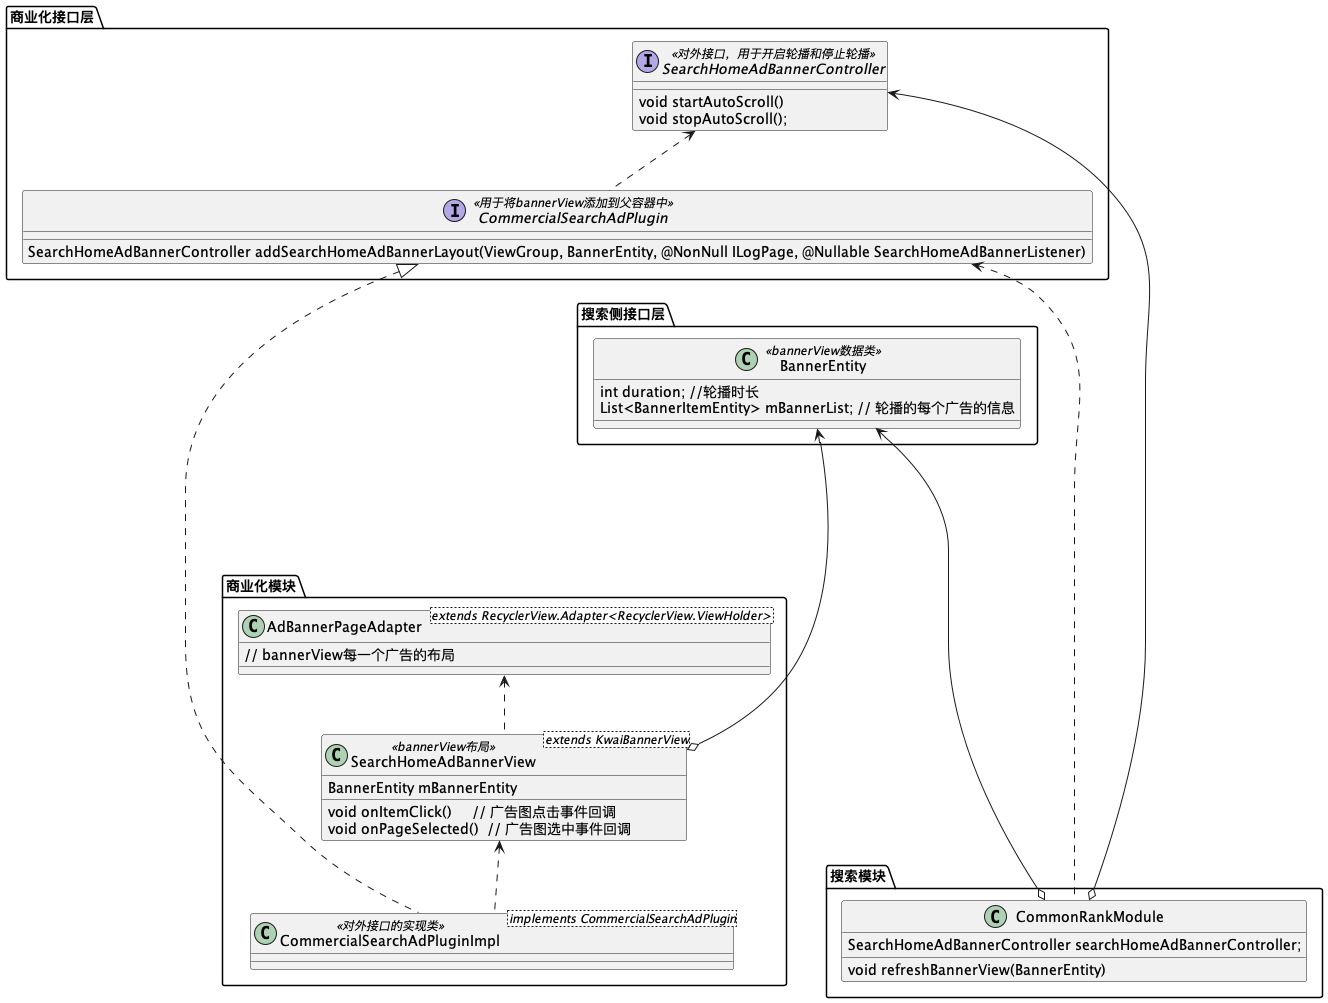 商业化接口层
«对外接口，用于开启轮播和停止轮播»
I
SearchHomeAdBannerController
void startAutoScroll()
void stopAutoScroll();
«用于将bannerView添加到父容器中»
I
CommercialSearchAdPlugin
SearchHomeAdBannerController addSearchHomeAdBannerLayout(ViewGroup, BannerEntity, @NonNull ILogPage, @Nullable SearchHomeAdBannerListener)
搜索侧接口层
«bannerView数据类»
C
BannerEntity
int duration; //轮播时长
List<BannerItemEntity> mBannerList; // 轮播的每个广告的信息
商业化模块
extends RecyclerView.Adapter<RecyclerView.ViewHolder>
C AdBannerPageAdapter
// bannerView每一个广告的布局
extends KwaiBannerView
«bannerView布局»
C
SearchHomeAdBannerView
BannerEntity mBannerEntity
void onItemClick() // 广告图点击事件回调
void onPageSelected() // 广告图选中事件回调
implements CommercialSearchAdPlugin
«对外接口的实现类»
C
CommercialSearchAdPluginImpl
搜索模块
C CommonRankModule
SearchHomeAdBannerController searchHomeAdBannerController;
void refreshBannerView(BannerEntity)